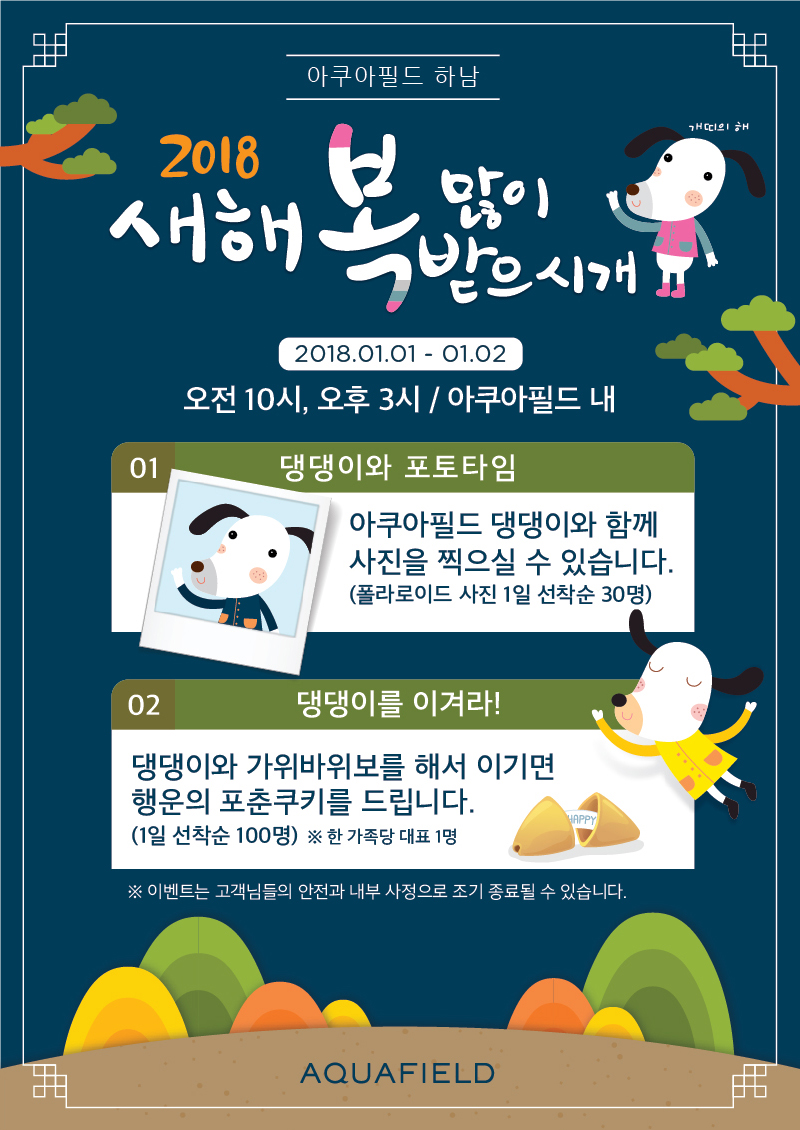 아쿠아필드 하남
개띠의 해
2018
새해 복 많이
받으시개
2018.01.01 - 01.02
오전 10시, 오후 3시 / 아쿠아필드 내
01 댕댕이와 포토타임
아쿠아필드 댕댕이와 함께
사진을 찍으실 수 있습니다.
(폴라로이드 사진 1일 선착순 30명)
02 댕댕이를 이겨라!
댕댕이와 가위바위보를 해서 이기면
행운의 포춘쿠키를 드립니다.
(1일 선착순 100명) ※ 한 가족당 대표 1명
HAPPY
※ 이벤트는 고객님들의 안전과 내부 사정으로 조기 종료될 수 있습니다.
AQUAFIELD